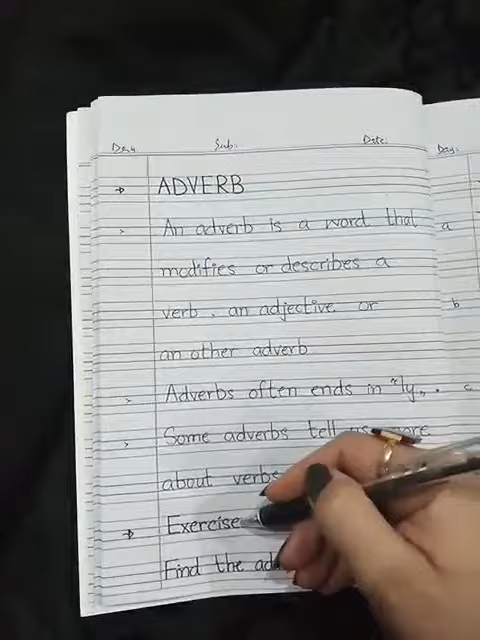 Day. Sub. Date. Day.
→ ADVERB
> An adverb is a word that
modifies or describes a
verb, an adjective or
an other adverb
> Adverbs often ends in "ly„.
> Some adverbs tell us more
about verbs
→ Exercise
Find the
a
b
c